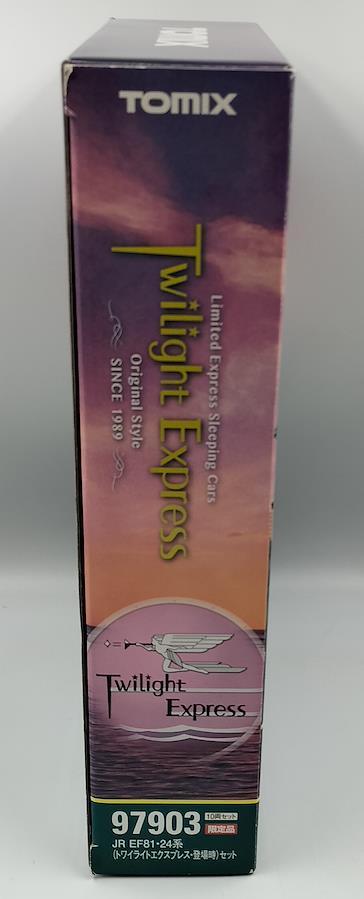 TOMIX
Limited Express Sleeping Cars
Twilight Express
Original Style
SINCE 1989
Twilight
Express
97903 10両セット
限定品
JR EF81・24系
(トワイライトエクスプレス・登場時)セット